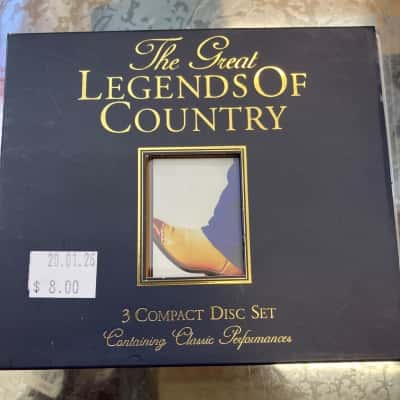 The Great
LEGENDS OF
COUNTRY
20.01.26
$ 8.00
3 COMPACT DISC SET
Containing Classic Performances